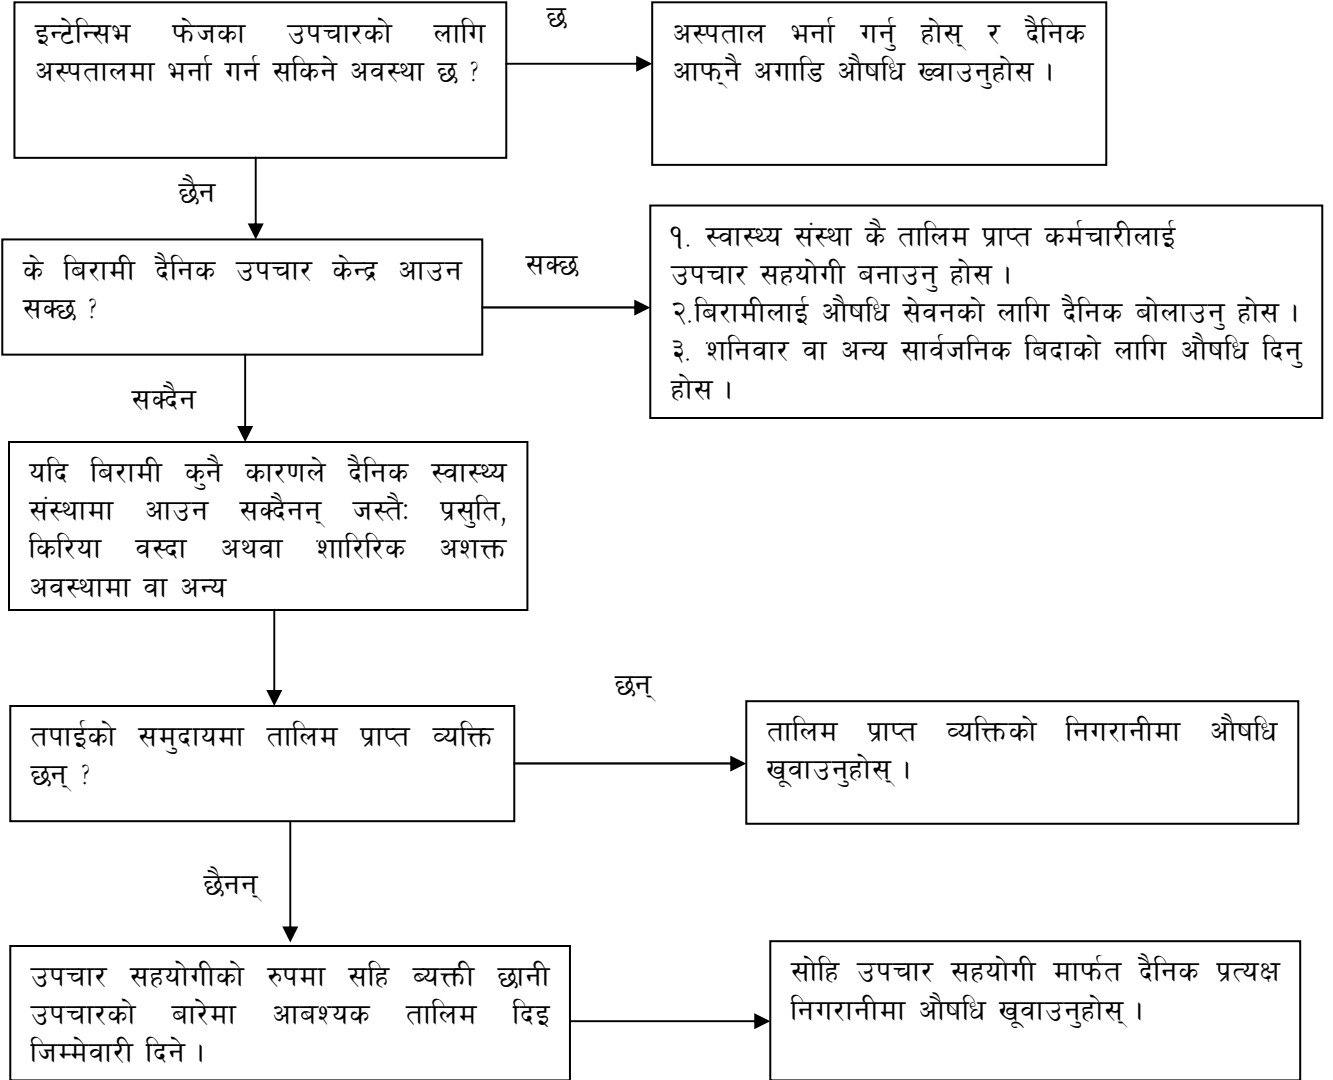 इन्टेन्सिभ फेजका उपचारको लागि
अस्पतालमा भर्ना गर्न सकिने अवस्था छ ?
छ
अस्पताल भर्ना गर्नु होस् र दैनिक
आफ्नै अगाडि औषधि ख्वाउनुहोस ।
छैन
के बिरामी दैनिक उपचार केन्द्र आउन
सक्छ ?
सक्छ
१. स्वास्थ्य संस्था कै तालिम प्राप्त कर्मचारीलाई
उपचार सहयोगी बनाउनु होस ।
२.बिरामीलाई औषधि सेवनको लागि दैनिक बोलाउनु होस ।
३. शनिवार वा अन्य सार्वजनिक बिदाको लागि औषधि दिनु
होस ।
सक्दैन
यदि बिरामी कुनै कारणले दैनिक स्वास्थ्य
संस्थामा आउन सक्दैनन् जस्तै: प्रसुति,
किरिया वस्दा अथवा शारिरिक अशक्त
अवस्थामा वा अन्य
तपाईको समुदायमा तालिम प्राप्त व्यक्ति
छन् ?
छन्
तालिम प्राप्त व्यक्तिको निगरानीमा औषधि
खूवाउनुहोस् ।
छैनन्
उपचार सहयोगीको रुपमा सहि ब्यक्ती छानी
उपचारको बारेमा आबश्यक तालिम दिइ
जिम्मेवारी दिने ।
सोहि उपचार सहयोगी मार्फत दैनिक प्रत्यक्ष
निगरानीमा औषधि खूवाउनुहोस् ।